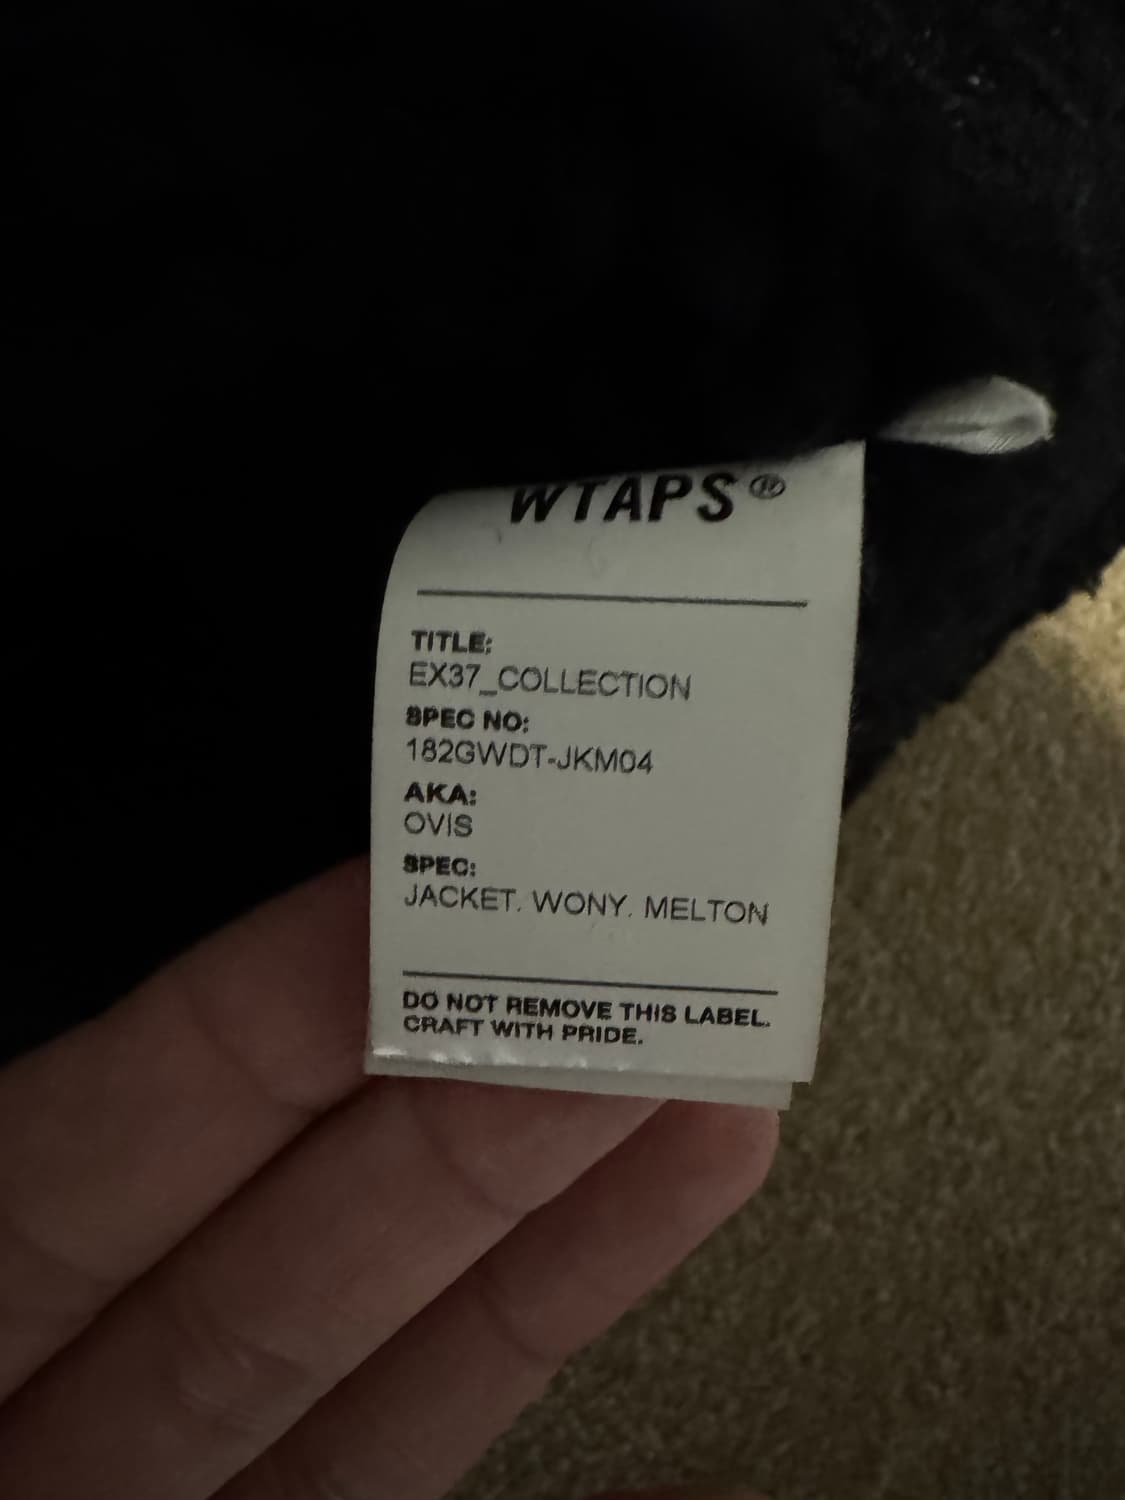 WTAPS®
TITLE:
EX37_COLLECTION
SPEC NO:
182GWDT-JKM04
AKA:
OVIS
SPEC:
JACKET. WONY. MELTON
DO NOT REMOVE THIS LABEL.
CRAFT WITH PRIDE.